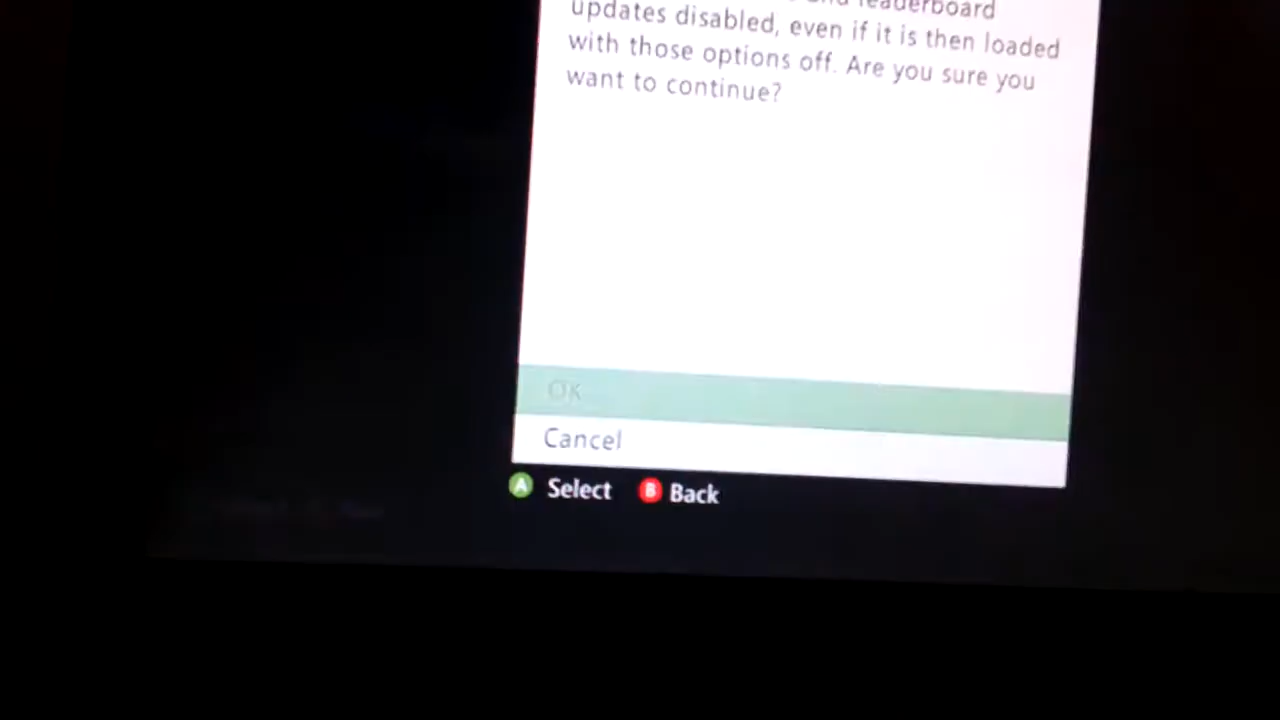 leaderboard
updates disabled, even if it is then loaded
with those options off. Are you sure you
want to continue?
OK
Cancel
A Select B Back